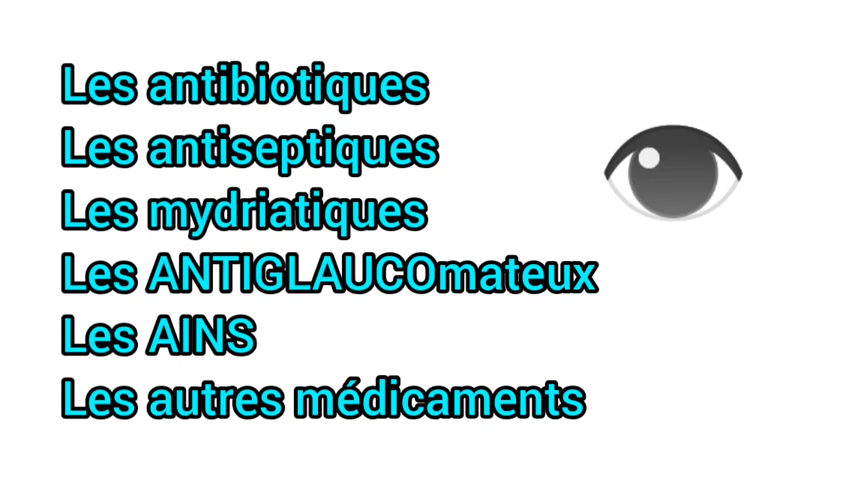 Les antibiotiques
Les antiseptiques
Les mydriatiques
Les ANTIGLAUCOmateux
Les AINS
Les autres médicaments